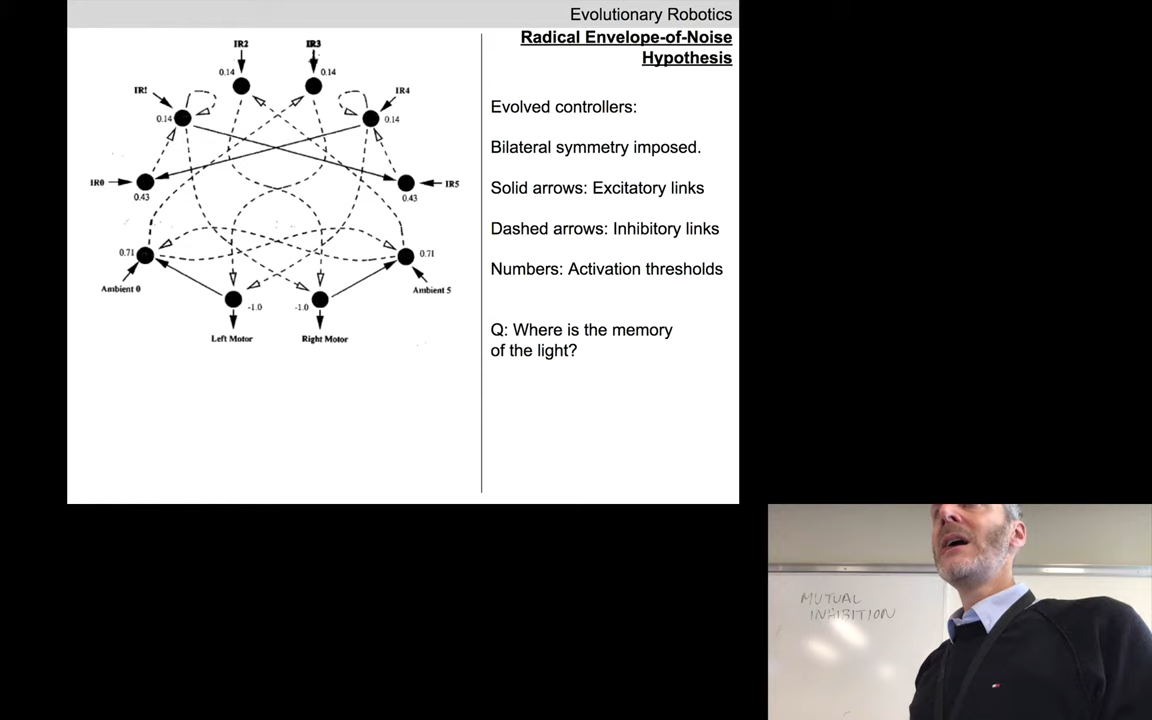 Evolutionary Robotics
Radical Envelope-of-Noise
Hypothesis
IR2
IR3
0.14
0.14
IR1
IR4
0.14
0.14
IR0
IR5
0.43
0.43
0.71
0.71
Ambient 0
Ambient 5
-1.0
-1.0
Left Motor
Right Motor
Evolved controllers:
Bilateral symmetry imposed.
Solid arrows: Excitatory links
Dashed arrows: Inhibitory links
Numbers: Activation thresholds
Q: Where is the memory
of the light?
MUTUAL
INHIBITION